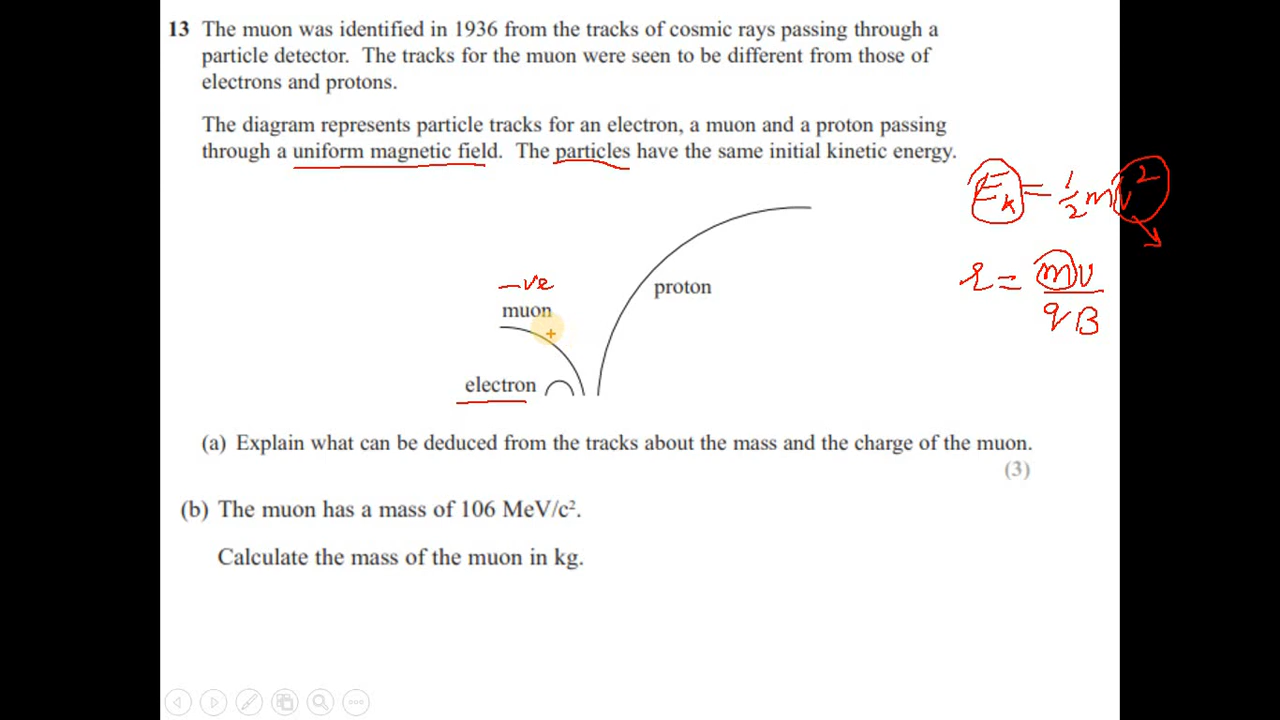 13 The muon was identified in 1936 from the tracks of cosmic rays passing through a
particle detector. The tracks for the muon were seen to be different from those of
electrons and protons.
The diagram represents particle tracks for an electron, a muon and a proton passing
through a uniform magnetic field. The particles have the same initial kinetic energy.
Ek = 1/2 mv²
r = mv/qB
proton
-ve
muon
electron
(a) Explain what can be deduced from the tracks about the mass and the charge of the muon.
(3)
(b) The muon has a mass of 106 MeV/c².
Calculate the mass of the muon in kg.